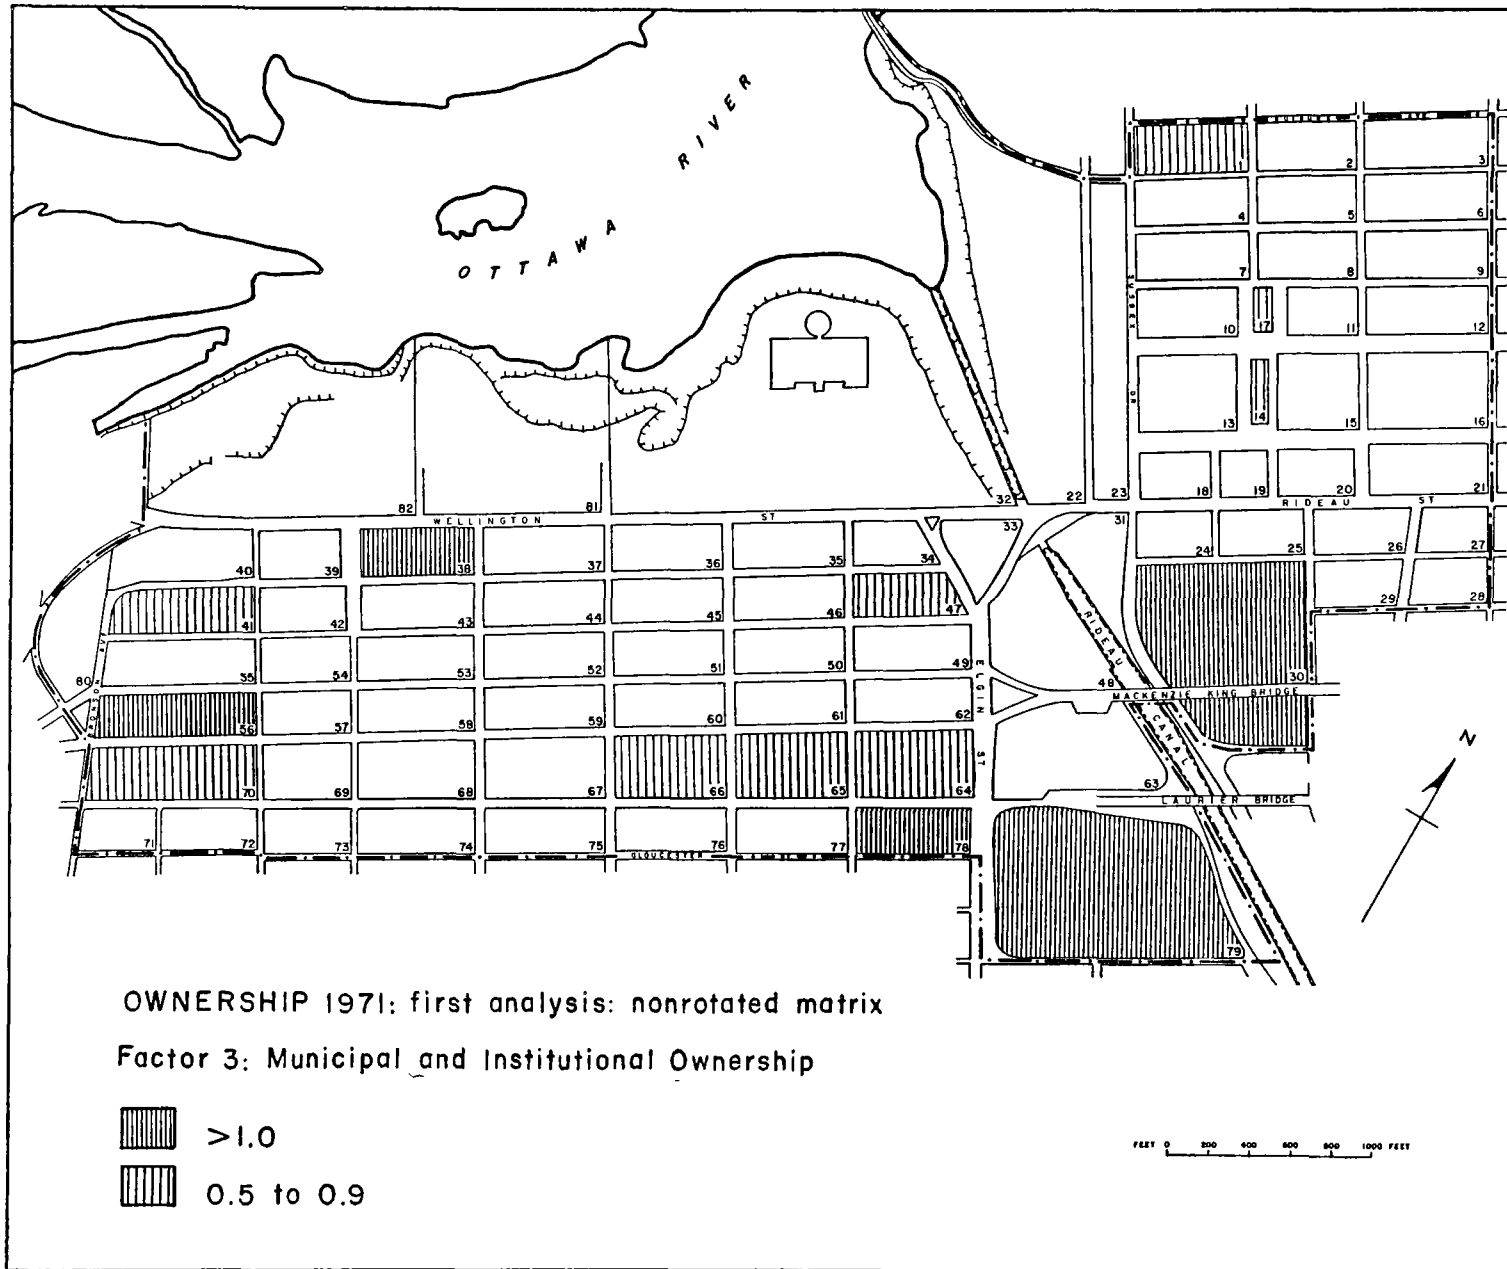 OTTAWA RIVER
1 2 3
4 5 6
7 8 9
SUSSEX DR
10 17 11 12
13 14 15 16
82 81 32 22 23 18 19 20 21
WELLINGTON ST
RIDEAU ST
33 31
40 39 38 37 36 35 34 24 25 26 27
41 42 43 44 45 46 47 29 28
RIDEAU CANAL
80 55 54 53 52 51 50 49 48 30
ELGIN ST
MACKENZIE KING BRIDGE
BRONSON AV
56 57 58 59 60 61 62
70 69 68 67 66 65 64 63
LAURIER BRIDGE
71 72 73 74 75 76 77 78
GLOUCESTER
79
N
OWNERSHIP 1971: first analysis: nonrotated matrix
Factor 3: Municipal and Institutional Ownership
>1.0
0.5 to 0.9
FEET 0 200 400 600 800 1000 FEET